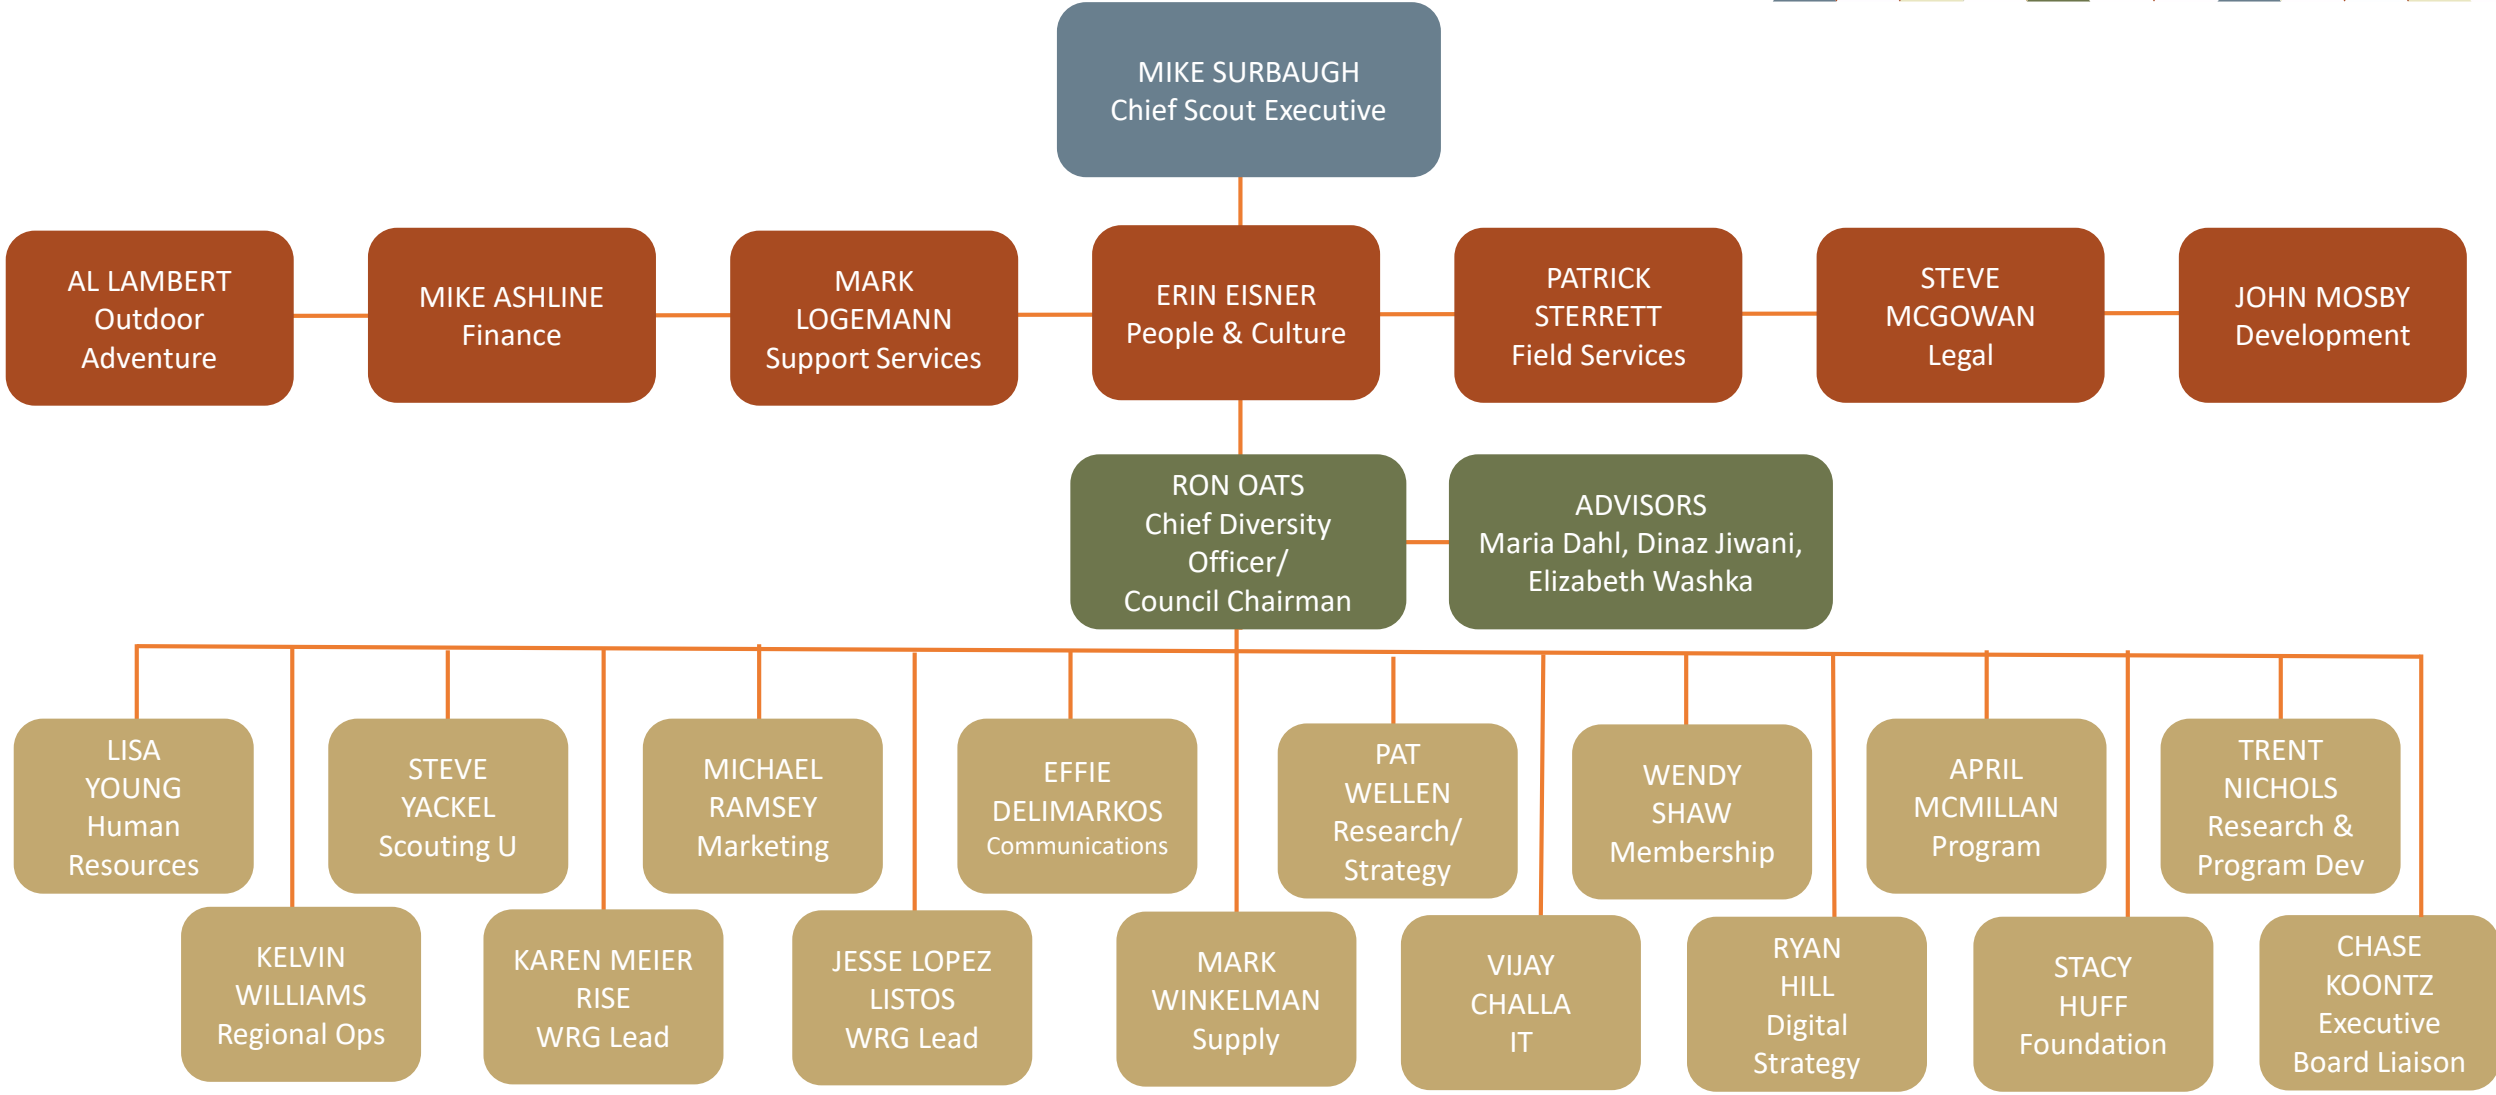 MIKE SURBAUGH
Chief Scout Executive
AL LAMBERT
Outdoor
Adventure
MIKE ASHLINE
Finance
MARK
LOGEMANN
Support Services
ERIN EISNER
People & Culture
PATRICK
STERRETT
Field Services
STEVE
MCGOWAN
Legal
JOHN MOSBY
Development
RON OATS
Chief Diversity
Officer/
Council Chairman
ADVISORS
Maria Dahl, Dinaz Jiwani,
Elizabeth Washka
LISA
YOUNG
Human
Resources
STEVE
YACKEL
Scouting U
MICHAEL
RAMSEY
Marketing
EFFIE
DELIMARKOS
Communications
PAT
WELLEN
Research/
Strategy
WENDY
SHAW
Membership
APRIL
MCMILLAN
Program
TRENT
NICHOLS
Research &
Program Dev
KELVIN
WILLIAMS
Regional Ops
KAREN MEIER
RISE
WRG Lead
JESSE LOPEZ
LISTOS
WRG Lead
MARK
WINKELMAN
Supply
VIJAY
CHALLA
IT
RYAN
HILL
Digital
Strategy
STACY
HUFF
Foundation
CHASE
KOONTZ
Executive
Board Liaison